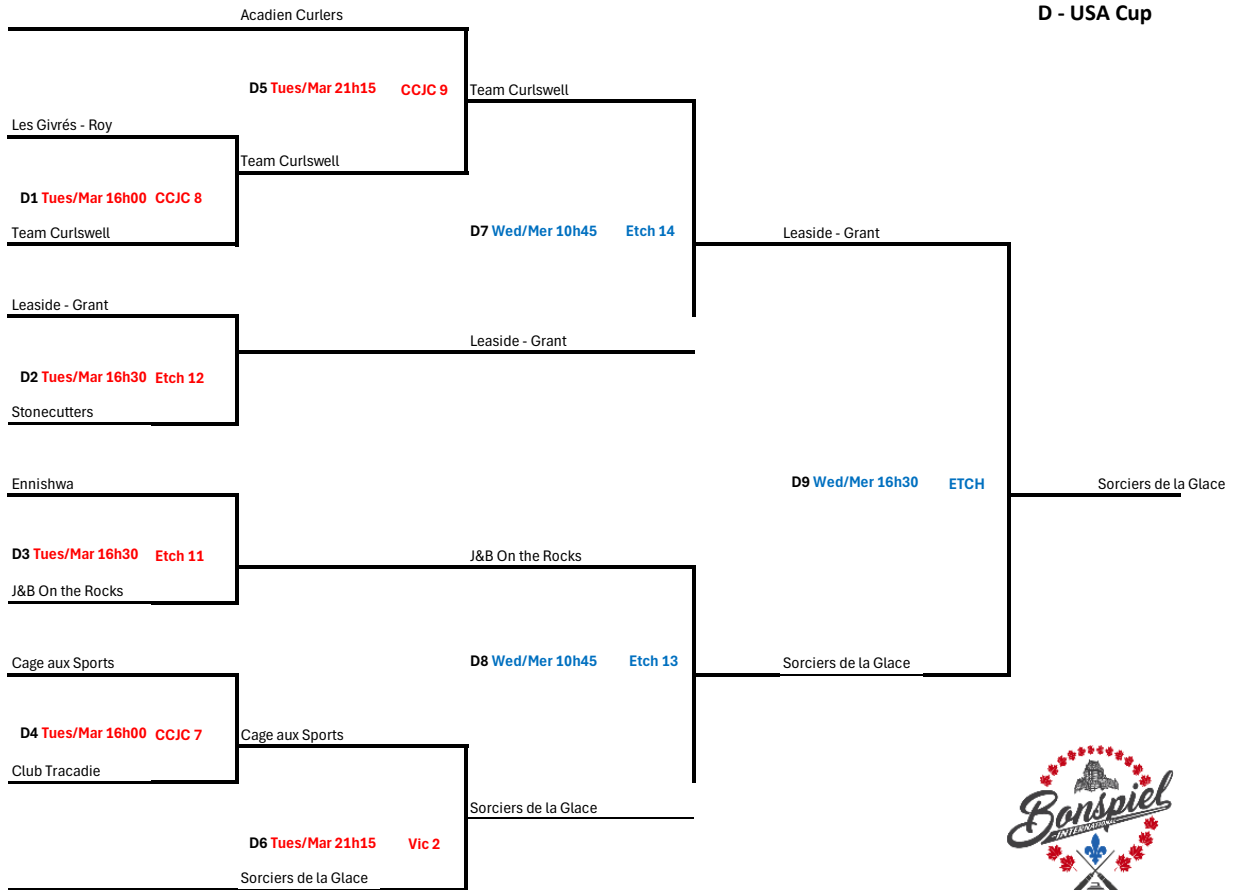 Acadien Curlers
D - USA Cup
D5 Tues/Mar 21h15 CCJC 9
Team Curlswell
Les Givrés - Roy
Team Curlswell
D1 Tues/Mar 16h00 CCJC 8
Team Curlswell
D7 Wed/Mer 10h45 Etch 14
Leaside - Grant
Leaside - Grant
Leaside - Grant
D2 Tues/Mar 16h30 Etch 12
Stonecutters
Ennishwa
D9 Wed/Mer 16h30 ETCH
Sorciers de la Glace
D3 Tues/Mar 16h30 Etch 11
J&B On the Rocks
J&B On the Rocks
Cage aux Sports
D8 Wed/Mer 10h45 Etch 13
Sorciers de la Glace
D4 Tues/Mar 16h00 CCJC 7
Cage aux Sports
Club Tracadie
Sorciers de la Glace
D6 Tues/Mar 21h15 Vic 2
Sorciers de la Glace
Bonspiel
INTERNATIONAL